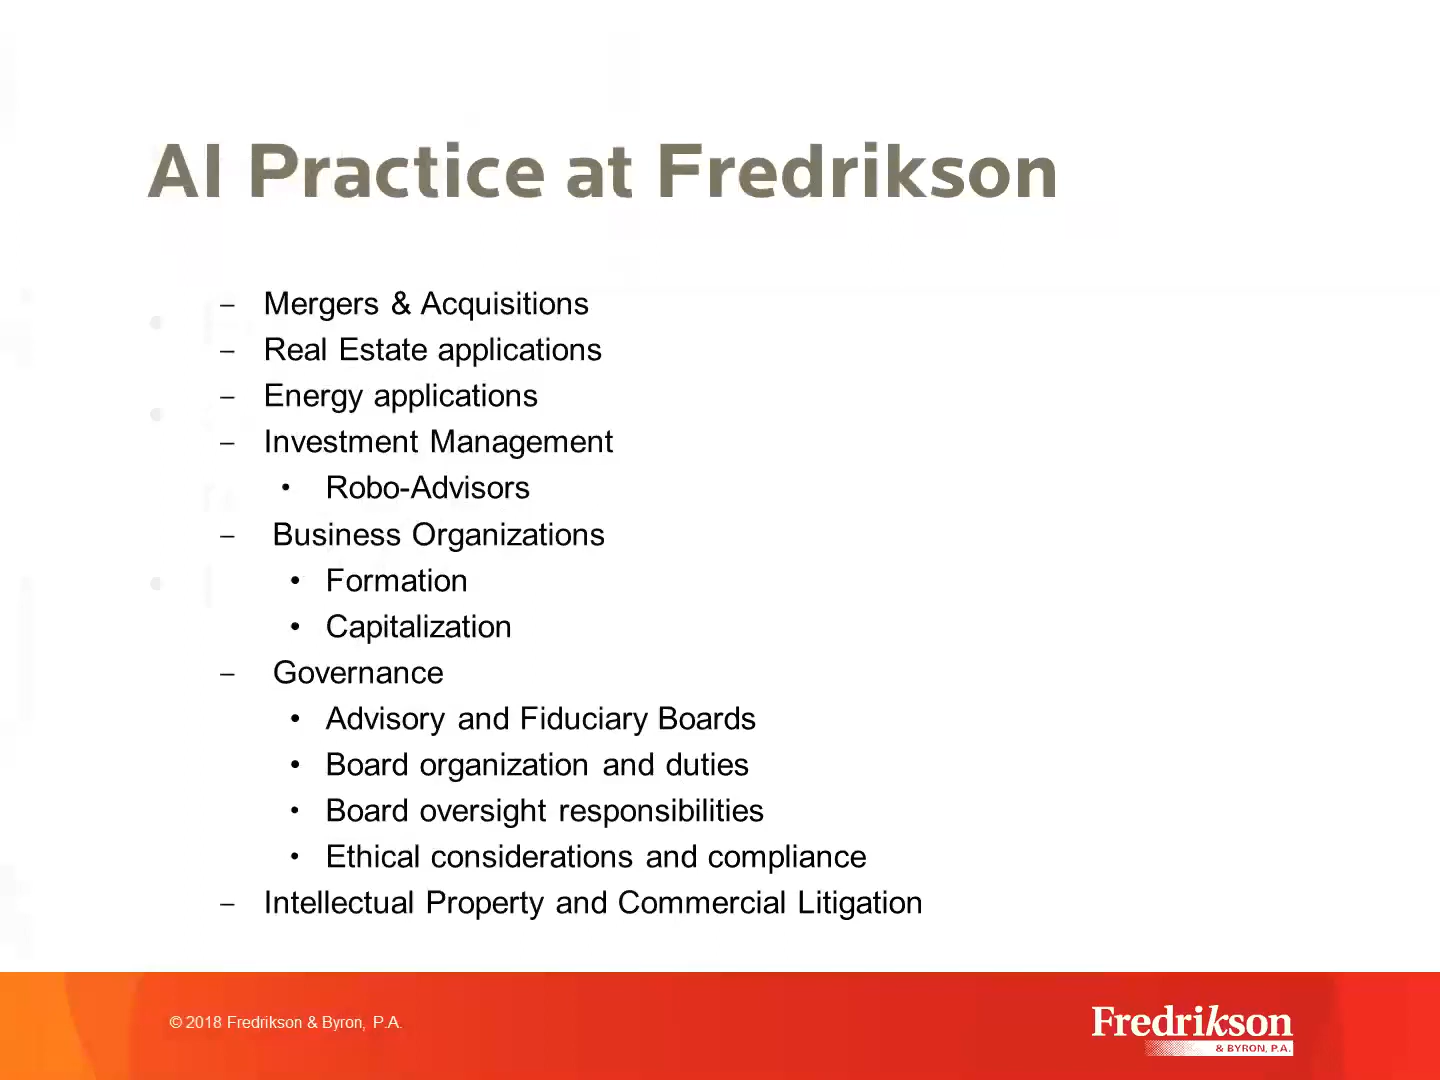 AI Practice at Fredrikson
– Mergers & Acquisitions
– Real Estate applications
– Energy applications
– Investment Management
• Robo-Advisors
– Business Organizations
• Formation
• Capitalization
– Governance
• Advisory and Fiduciary Boards
• Board organization and duties
• Board oversight responsibilities
• Ethical considerations and compliance
– Intellectual Property and Commercial Litigation
© 2018 Fredrikson & Byron, P.A.
Fredrikson
& BYRON, P.A.